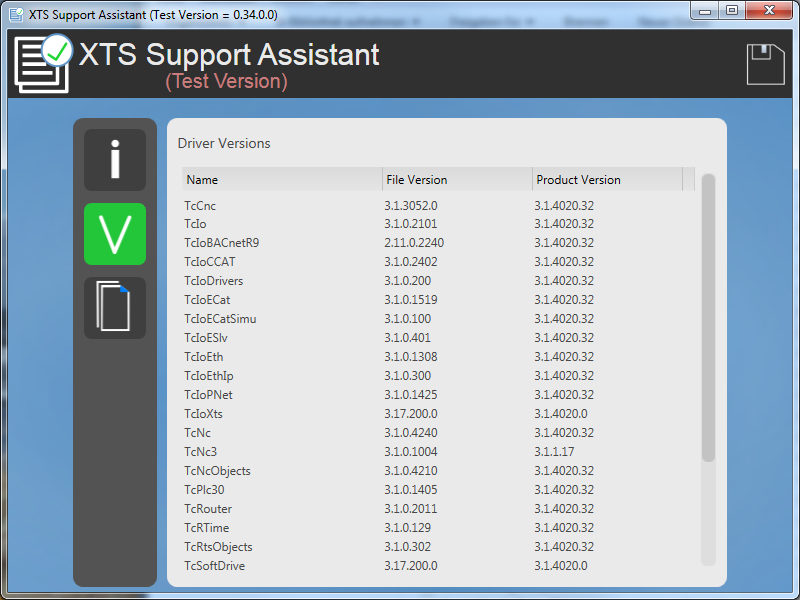 XTS Support Assistant (Test Version = 0.34.0.0)
XTS Support Assistant
(Test Version)
i
V
Driver Versions
Name File Version Product Version
TcCnc 3.1.3052.0 3.1.4020.32
TcIo 3.1.0.2101 3.1.4020.32
TcIoBACnetR9 2.11.0.2240 3.1.4020.32
TcIoCCAT 3.1.0.2402 3.1.4020.32
TcIoDrivers 3.1.0.200 3.1.4020.32
TcIoECat 3.1.0.1519 3.1.4020.32
TcIoECatSimu 3.1.0.100 3.1.4020.32
TcIoESlv 3.1.0.401 3.1.4020.32
TcIoEth 3.1.0.1308 3.1.4020.32
TcIoEthIp 3.1.0.300 3.1.4020.32
TcIoPNet 3.1.0.1425 3.1.4020.32
TcIoXts 3.17.200.0 3.1.4020.0
TcNc 3.1.0.4240 3.1.4020.32
TcNc3 3.1.0.1004 3.1.1.17
TcNcObjects 3.1.0.4210 3.1.4020.32
TcPlc30 3.1.0.1405 3.1.4020.32
TcRouter 3.1.0.2011 3.1.4020.32
TcRTime 3.1.0.129 3.1.4020.32
TcRtsObjects 3.1.0.302 3.1.4020.32
TcSoftDrive 3.17.200.0 3.1.4020.0